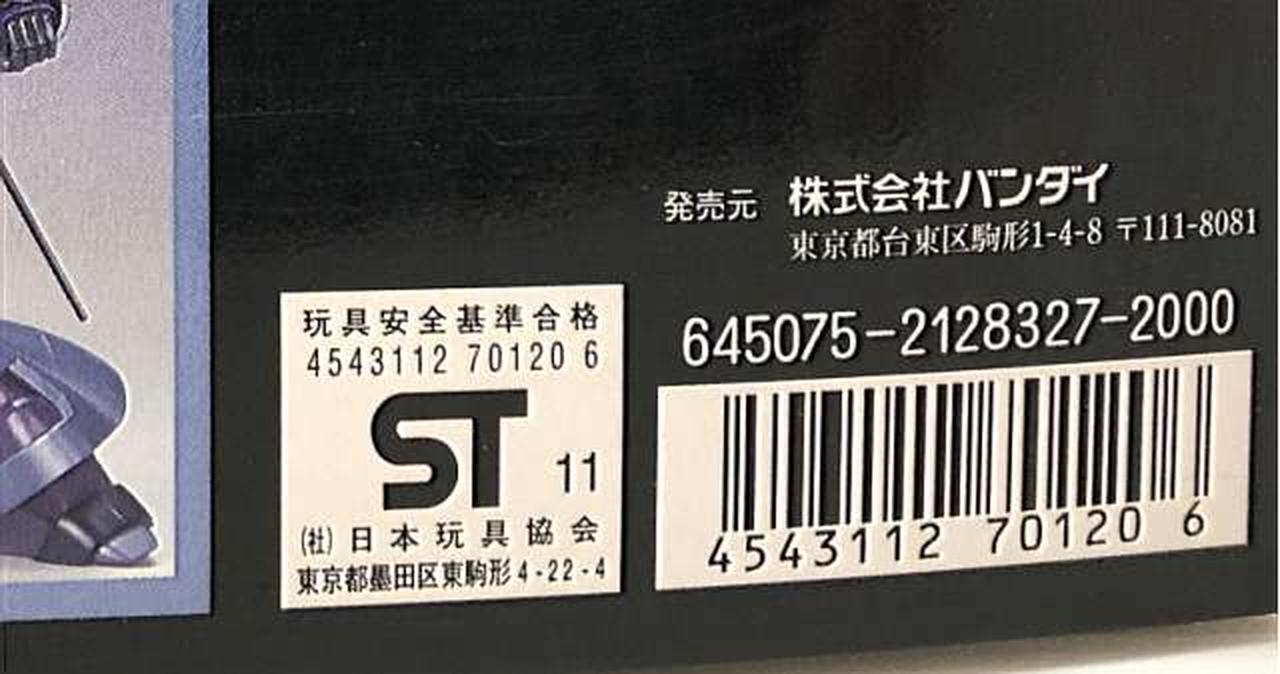 発売元 株式会社バンダイ
東京都台東区駒形1-4-8 〒111-8081
玩具安全基準合格
4543112 70120 6
ST 11
(社)日本玩具協会
東京都墨田区東駒形4-22-4
645075-2128327-2000
4543112 70120 6